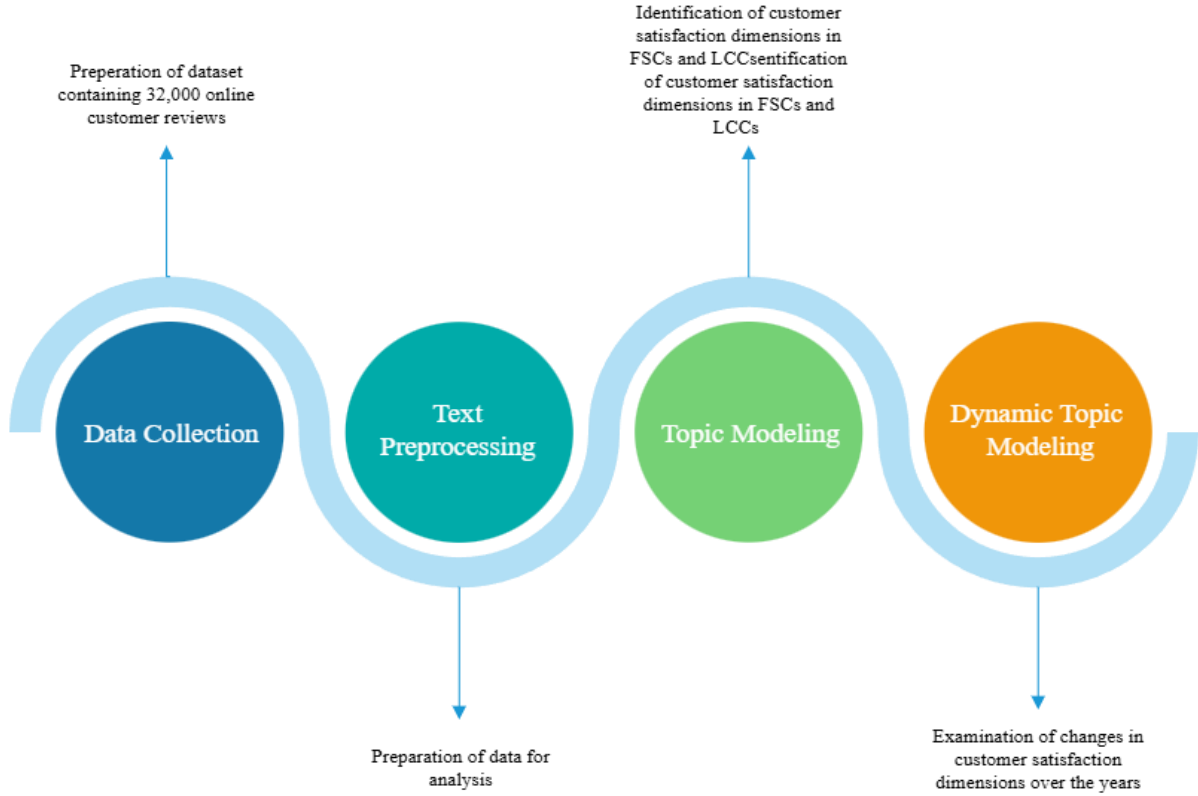 Preperation of dataset
containing 32,000 online
customer reviews
Identification of customer
satisfaction dimensions in
FSCs and LCCsentification
of customer satisfaction
dimensions in FSCs and
LCCs
Data Collection
Text
Preprocessing
Topic Modeling
Dynamic Topic
Modeling
Preparation of data for
analysis
Examination of changes in
customer satisfaction
dimensions over the years